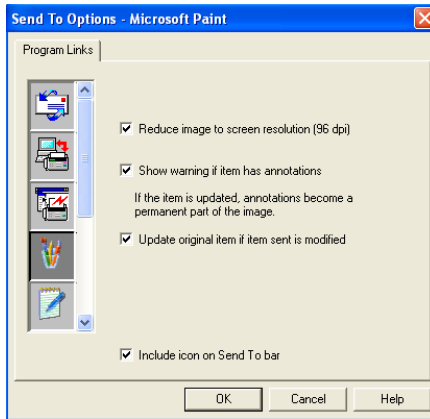 Send To Options - Microsoft Paint
Program Links
Reduce image to screen resolution (96 dpi)
Show warning if item has annotations
If the item is updated, annotations become a
permanent part of the image.
Update original item if item sent is modified
Include icon on Send To bar
OK
Cancel
Help